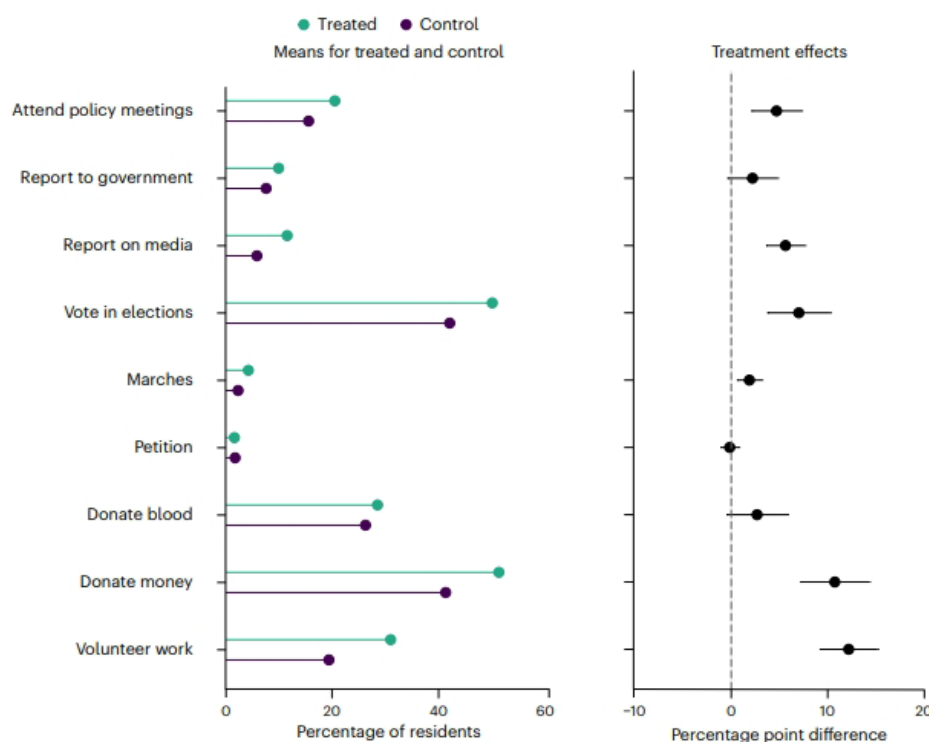 Treated Control
Means for treated and control
Treatment effects
Attend policy meetings
Report to government
Report on media
Vote in elections
Marches
Petition
Donate blood
Donate money
Volunteer work
0 20 40 60
Percentage of residents
–10 0 10 20
Percentage point difference